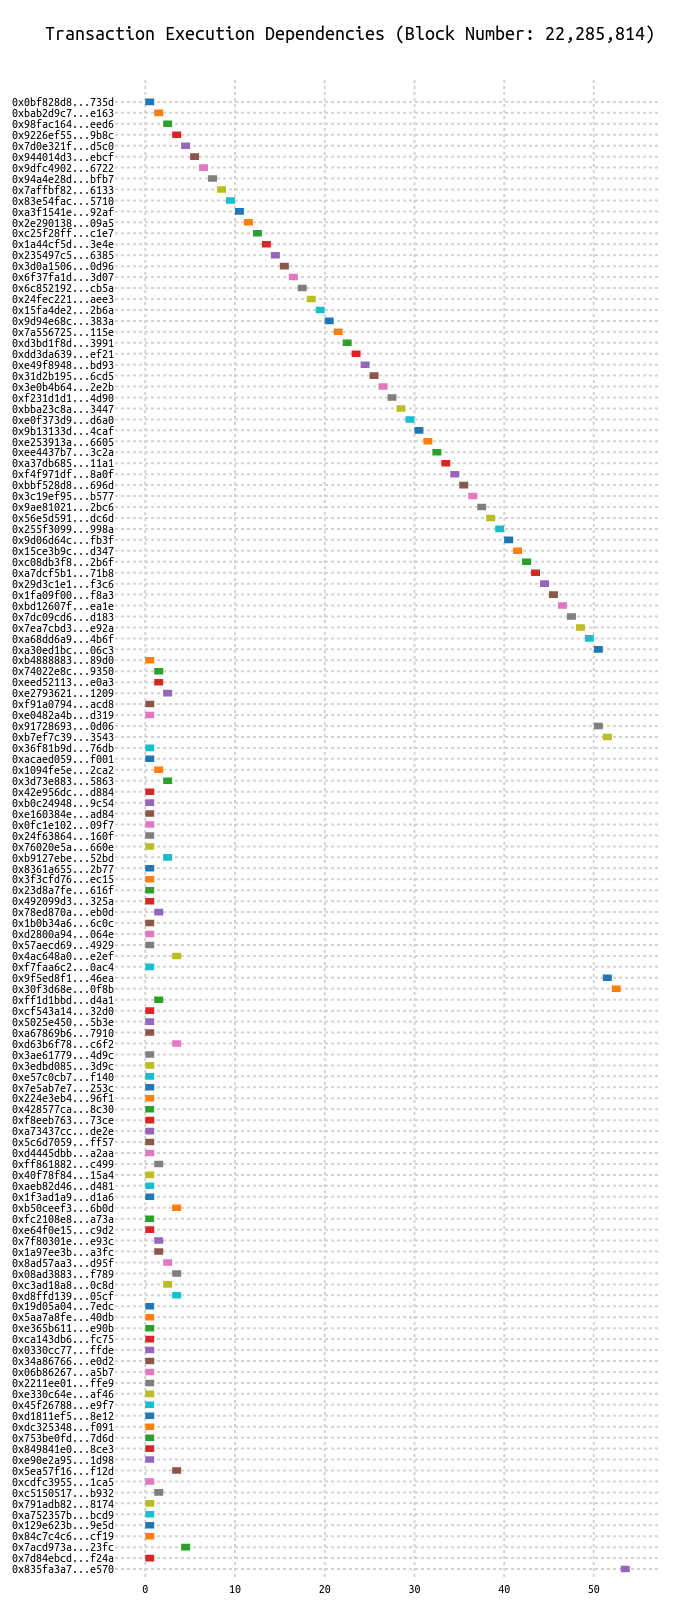 Transaction Execution Dependencies (Block Number: 22,285,814)
0x0bf828d8...735d
0xbab2d9c7...e163
0x98fac164...eed6
0x9226ef55...9b8c
0x7d0e321f...d5c0
0x944014d3...ebcf
0x9dfc4902...6722
0x94a4e28d...bfb7
0x7affbf82...6133
0x83e54fac...5710
0xa3f1541e...92af
0x2e290138...09a5
0xc25f28ff...c1e7
0x1a44cf5d...3e4e
0x235497c5...6385
0x3d0a1506...0d96
0x6f37fa1d...3d07
0x6c852192...cb5a
0x24fec221...aee3
0x15fa4de2...2b6a
0x9d94e68c...383a
0x7a556725...115e
0xd3bd1f8d...3991
0xdd3da639...ef21
0xe49f8948...bd93
0x31d2b195...6cd5
0x3e0b4b64...2e2b
0xf231d1d1...4d90
0xbba23c8a...3447
0xe0f373d9...d6a0
0x9b13133d...4caf
0xe253913a...6605
0xee4437b7...3c2a
0xa37db685...11a1
0xf4f971df...8a0f
0xbbf528d8...696d
0x3c19ef95...b577
0x9ae81021...2bc6
0x56e5d591...dc6d
0x255f3099...998a
0x9d06d64c...fb3f
0x15ce3b9c...d347
0xc08db3f8...2b6f
0xa7dcf5b1...71b8
0x29d3c1e1...f3c6
0x1fa09f00...f8a3
0xbd12607f...ea1e
0x7dc09cd6...d183
0x7ea7cbd3...e92a
0xa68dd6a9...4b6f
0xa30ed1bc...06c3
0xb4888883...89d0
0x74022e8c...9350
0xeed52113...e0a3
0xe2793621...1209
0xf91a0794...acd8
0xe0482a4b...d319
0x91728693...0d06
0xb7ef7c39...3543
0x36f81b9d...76db
0xacaed059...f001
0x1094fe5e...2ca2
0x3d73e883...5863
0x42e956dc...d884
0xb0c24948...9c54
0xe160384e...ad84
0x0fc1e102...09f7
0x24f63864...160f
0x76020e5a...660e
0xb9127ebe...52bd
0x8361a655...2b77
0x3f3cfd76...ec15
0x23d8a7fe...616f
0x492099d3...325a
0x78ed870a...eb0d
0x1b0b34a6...6c0c
0xd2800a94...064e
0x57aecd69...4929
0x4ac648a0...e2ef
0xf7faa6c2...0ac4
0x9f5ed8f1...46ea
0x30f3d68e...0f8b
0xff1d1bbd...d4a1
0xcf543a14...32d0
0x5025e450...5b3e
0xa67869b6...7910
0xd63b6f78...c6f2
0x3ae61779...4d9c
0x3edbd085...3d9c
0xe57c0cb7...f140
0x7e5ab7e7...253c
0x224e3eb4...96f1
0x428577ca...8c30
0xf8eeb763...73ce
0xa73437cc...de2e
0x5c6d7059...ff57
0xd4445dbb...a2aa
0xff861882...c499
0x40f78f84...15a4
0xaeb82d46...d481
0x1f3ad1a9...d1a6
0xb50ceef3...6b0d
0xfc2108e8...a73a
0xe64f0e15...c9d2
0x7f80301e...e93c
0x1a97ee3b...a3fc
0x8ad57aa3...d95f
0x08ad3883...f789
0xc3ad18a8...0c8d
0xd8ffd139...05cf
0x19d05a04...7edc
0x5aa7a8fe...40db
0xe365b611...e90b
0xca143db6...fc75
0x0330cc77...ffde
0x34a86766...e0d2
0x06b86267...a5b7
0x2211ee01...ffe9
0xe330c64e...af46
0x45f26788...e9f7
0xd1811ef5...8e12
0xdc325348...f091
0x753be0fd...7d6d
0x849841e0...8ce3
0xe90e2a95...1d98
0x5ea57f16...f12d
0xcdfc3955...1ca5
0xc5150517...b932
0x791adb82...8174
0xa752357b...bcd9
0x129e623b...9e5d
0x84c7c4c6...cf19
0x7acd973a...23fc
0x7d84ebcd...f24a
0x835fa3a7...e570
0 10 20 30 40 50